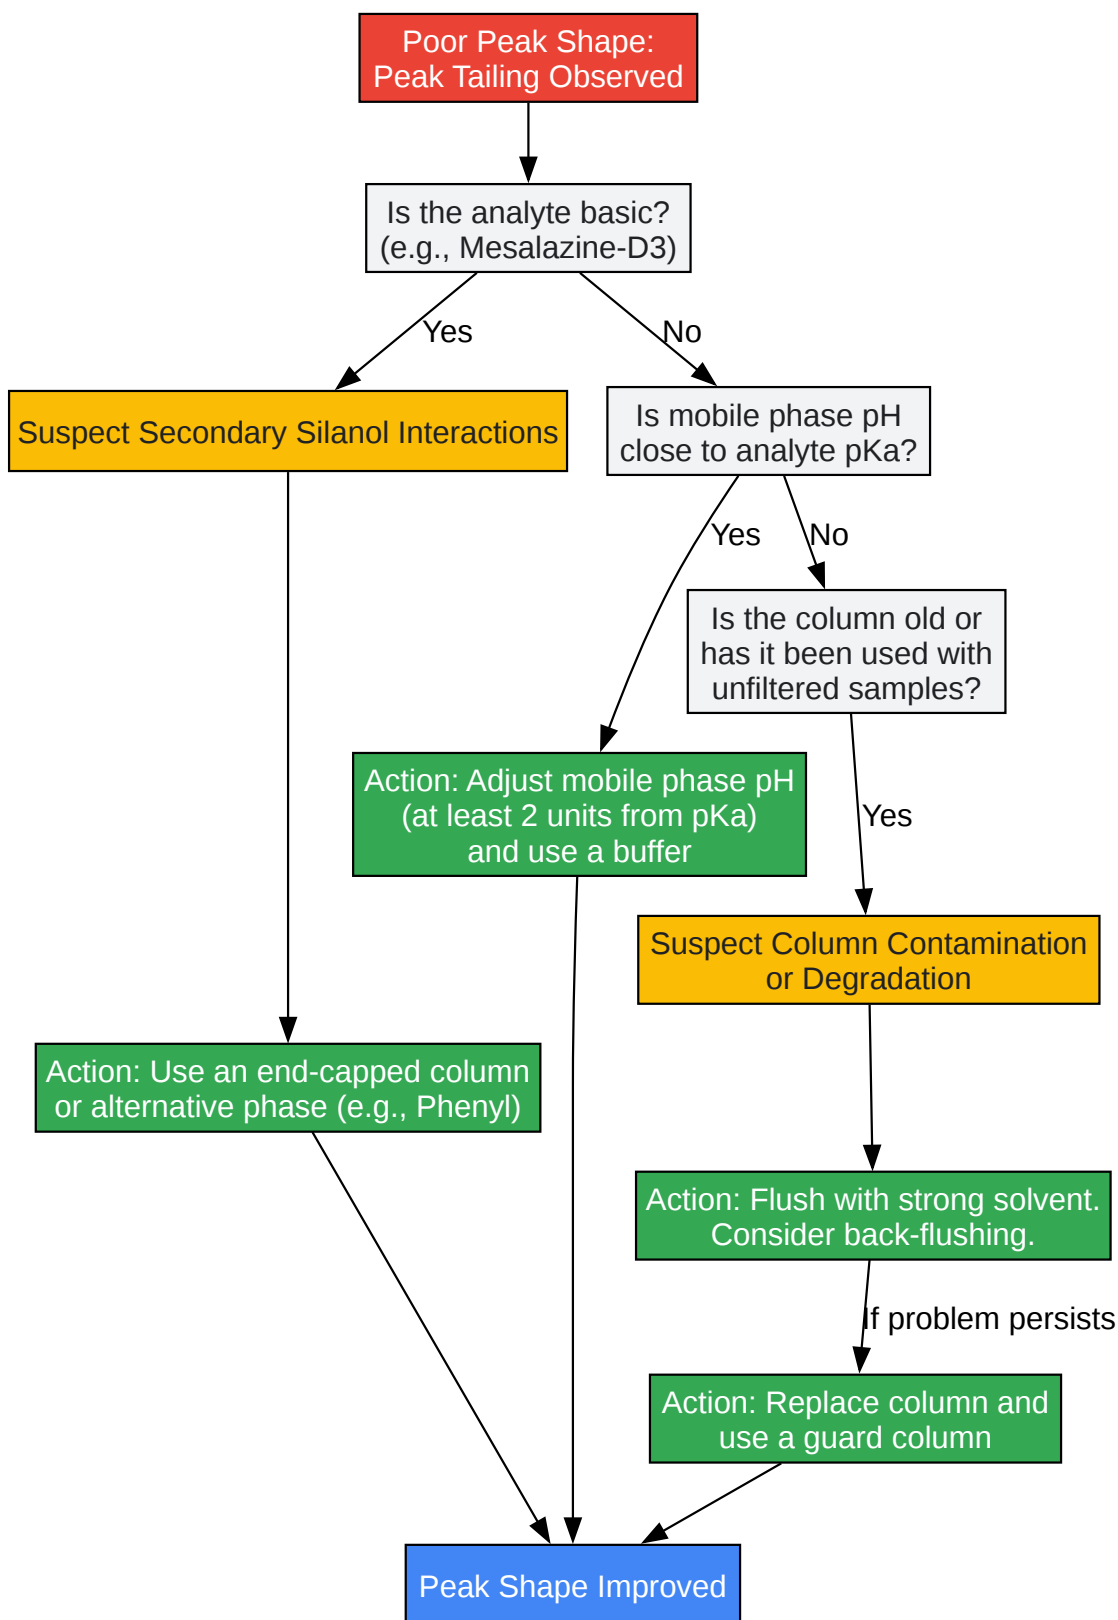 Poor Peak Shape:
Peak Tailing Observed
Is the analyte basic?
(e.g., Mesalazine-D3)
Yes
No
Suspect Secondary Silanol Interactions
Is mobile phase pH
close to analyte pKa?
Yes
No
Is the column old or
has it been used with
unfiltered samples?
Action: Adjust mobile phase pH
(at least 2 units from pKa)
and use a buffer
Yes
Suspect Column Contamination
or Degradation
Action: Use an end-capped column
or alternative phase (e.g., Phenyl)
Action: Flush with strong solvent.
Consider back-flushing.
If problem persists
Action: Replace column and
use a guard column
Peak Shape Improved